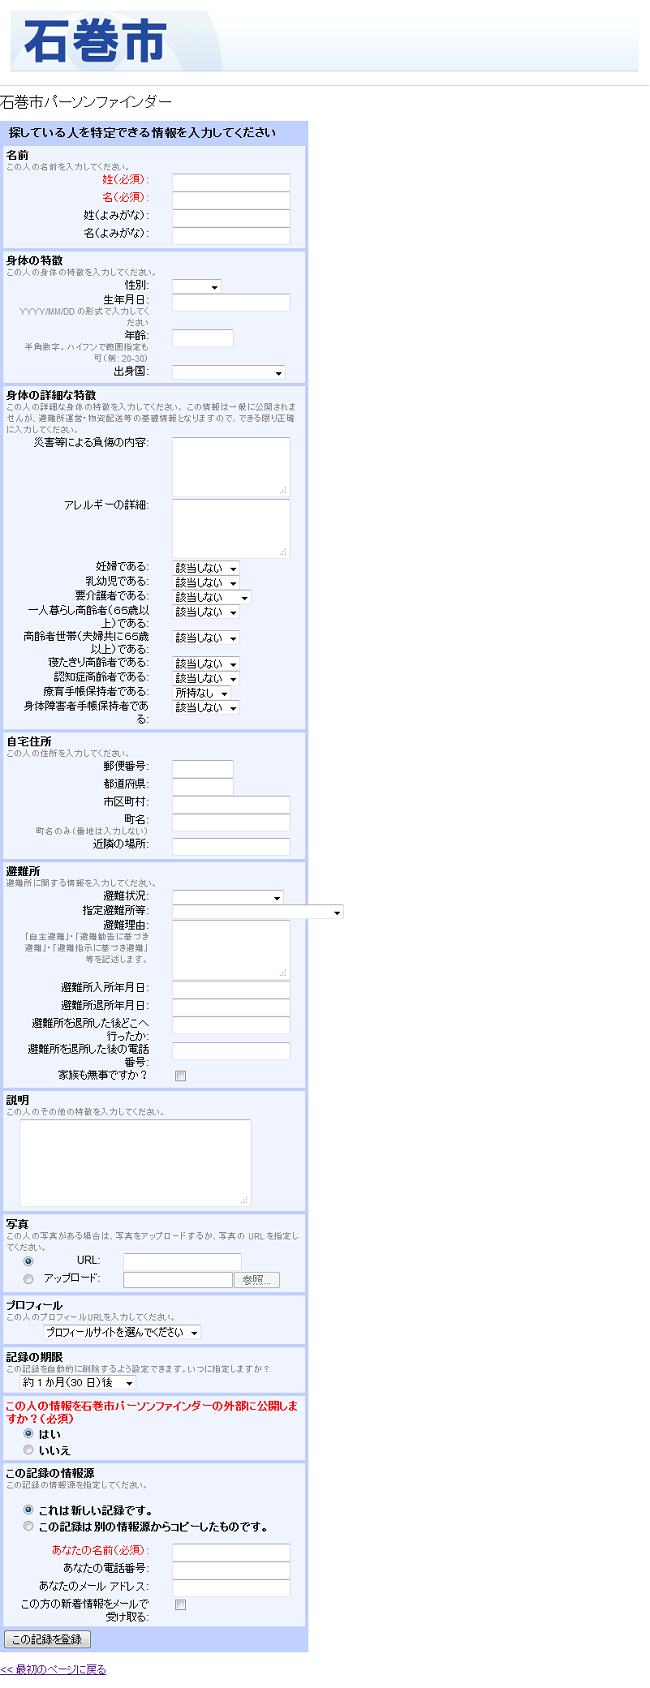 石巻市
石巻市パーソンファインダー
探している人を特定できる情報を入力してください
名前
この人の名前を入力してください。
姓(必須):
名(必須):
姓(よみがな):
名(よみがな):
身体の特徴
この人の身体の特徴を入力してください。
性別:
生年月日:
YYYY/MM/DD の形式で入力してく
ださい
年齢:
半角数字。ハイフンで範囲指定も
可(例: 20-30)
出身国:
身体の詳細な特徴
この人の詳細な身体の特徴を入力してください。この情報は一般に公開されま
せんが、避難所運営・物資配送等の基礎情報となりますので、できる限り正確
に入力してください。
災害等による負傷の内容:
アレルギーの詳細:
妊婦である: 該当しない
乳幼児である: 該当しない
要介護者である: 該当しない
一人暮らし高齢者(65歳以 該当しない
上)である:
高齢者世帯(夫婦共に65歳 該当しない
以上)である:
寝たきり高齢者である: 該当しない
認知症高齢者である: 該当しない
療育手帳保持者である: 所持なし
身体障害者手帳保持者であ 該当しない
る:
自宅住所
この人の住所を入力してください。
郵便番号:
都道府県:
市区町村:
町名:
町名のみ(番地は入力しない)
近隣の場所:
避難所
避難所に関する情報を入力してください。
避難状況:
指定避難所等:
避難理由:
「自主避難」・「避難勧告に基づき
避難」・「避難指示に基づき避難」
等を記述します。
避難所入所年月日:
避難所退所年月日:
避難所を退所した後どこへ
行ったか:
避難所を退所した後の電話
番号:
家族も無事ですか？
説明
この人のその他の特徴を入力してください。
写真
この人の写真がある場合は、写真をアップロードするか、写真の URL を指定し
てください。
URL:
アップロード: 参照...
プロフィール
この人のプロフィールURLを入力してください。
プロフィールサイトを選んでください
記録の期限
この記録を自動的に削除するよう設定できます。いつに指定しますか？
約 1 か月(30 日)後
この人の情報を石巻市パーソンファインダーの外部に公開しま
すか？(必須)
はい
いいえ
この記録の情報源
この記録の情報源を指定してください。
これは新しい記録です。
この記録は別の情報源からコピーしたものです。
あなたの名前(必須):
あなたの電話番号:
あなたのメール アドレス:
この方の新着情報をメールで
受け取る:
この記録を登録
<< 最初のページに戻る